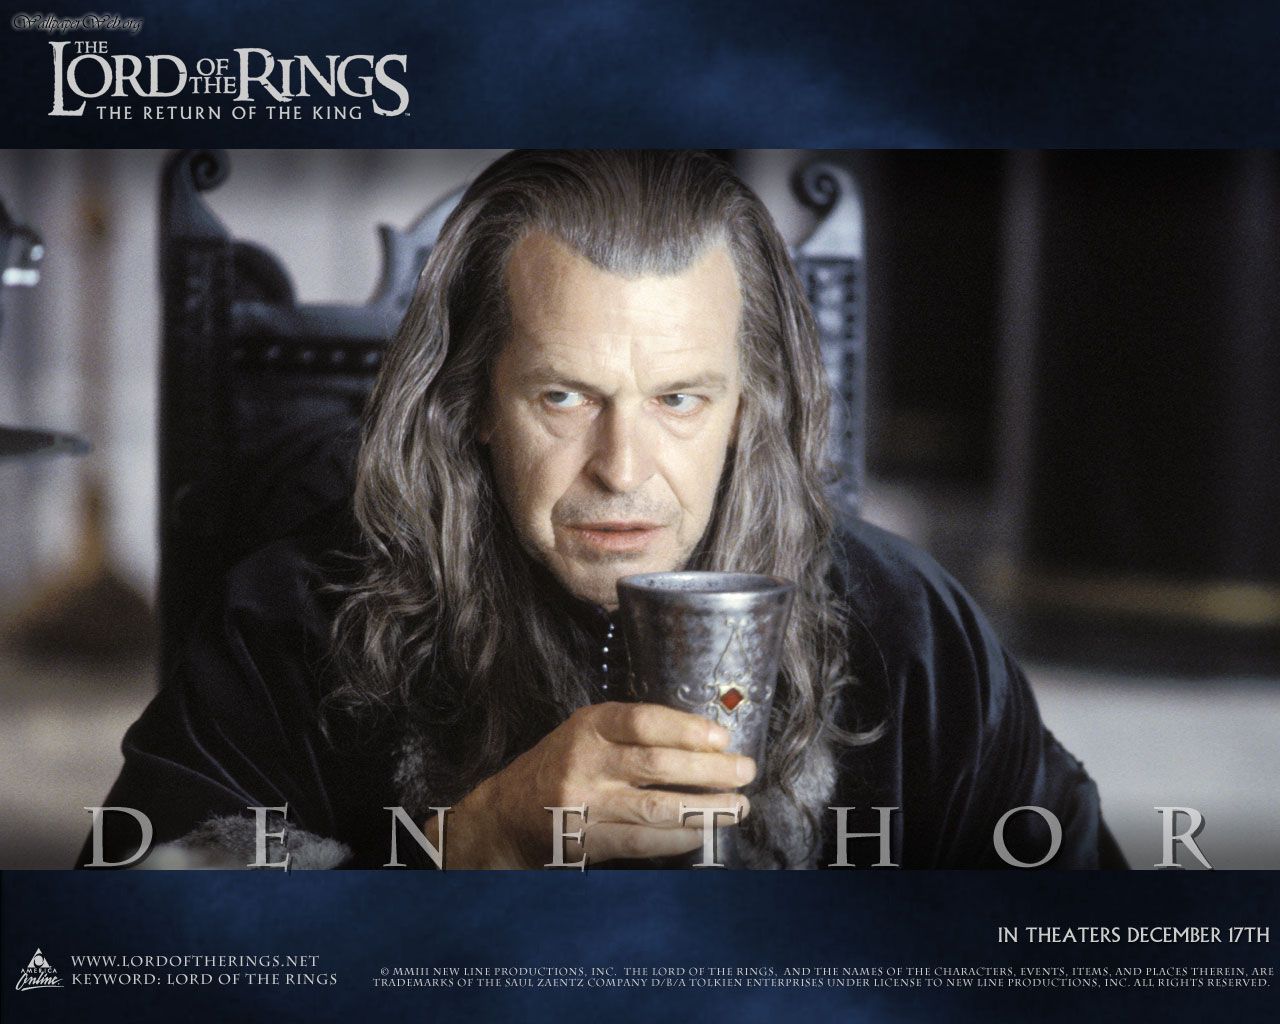 WallpaperWeb.org
THE
LORD OF THE RINGS™
THE RETURN OF THE KING
DENETHOR
IN THEATERS DECEMBER 17TH
AMERICA
Online
WWW.LORDOFTHERINGS.NET
KEYWORD: LORD OF THE RINGS
© MMIII NEW LINE PRODUCTIONS, INC. THE LORD OF THE RINGS, AND THE NAMES OF THE CHARACTERS, EVENTS, ITEMS, AND PLACES THEREIN, ARE
TRADEMARKS OF THE SAUL ZAENTZ COMPANY D/B/A TOLKIEN ENTERPRISES UNDER LICENSE TO NEW LINE PRODUCTIONS, INC. ALL RIGHTS RESERVED.